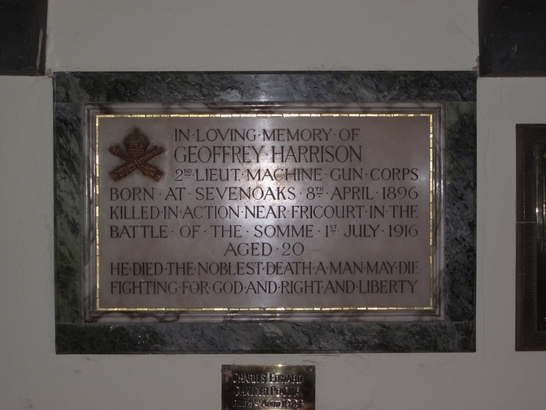 IN·LOVING·MEMORY·OF
GEOFFREY·HARRISON
2ND·LIEUT·MACHINE·GUN·CORPS
BORN·AT·SEVENOAKS·8TH·APRIL·1896
KILLED·IN·ACTION·NEAR·FRICOURT·IN·THE
BATTLE·OF·THE·SOMME·1ST·JULY·1916
AGED·20
HE·DIED·THE·NOBLEST·DEATH·A·MAN·MAY·DIE
FIGHTING·FOR·GOD·AND·RIGHT·AND·LIBERTY
CHARLES EDWARD